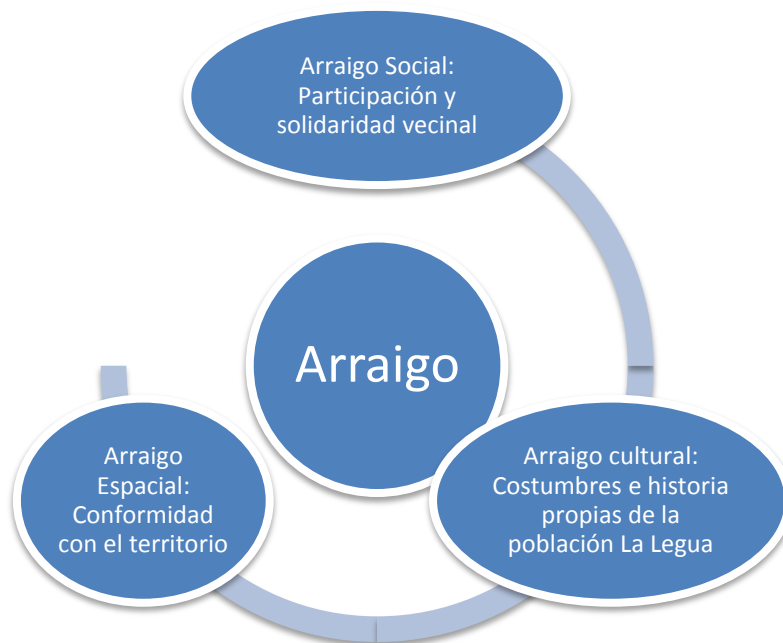 Arraigo Social:
Participación y
solidaridad vecinal
Arraigo
Arraigo
Espacial:
Conformidad
con el territorio
Arraigo cultural:
Costumbres e historia
propias de la
población La Legua